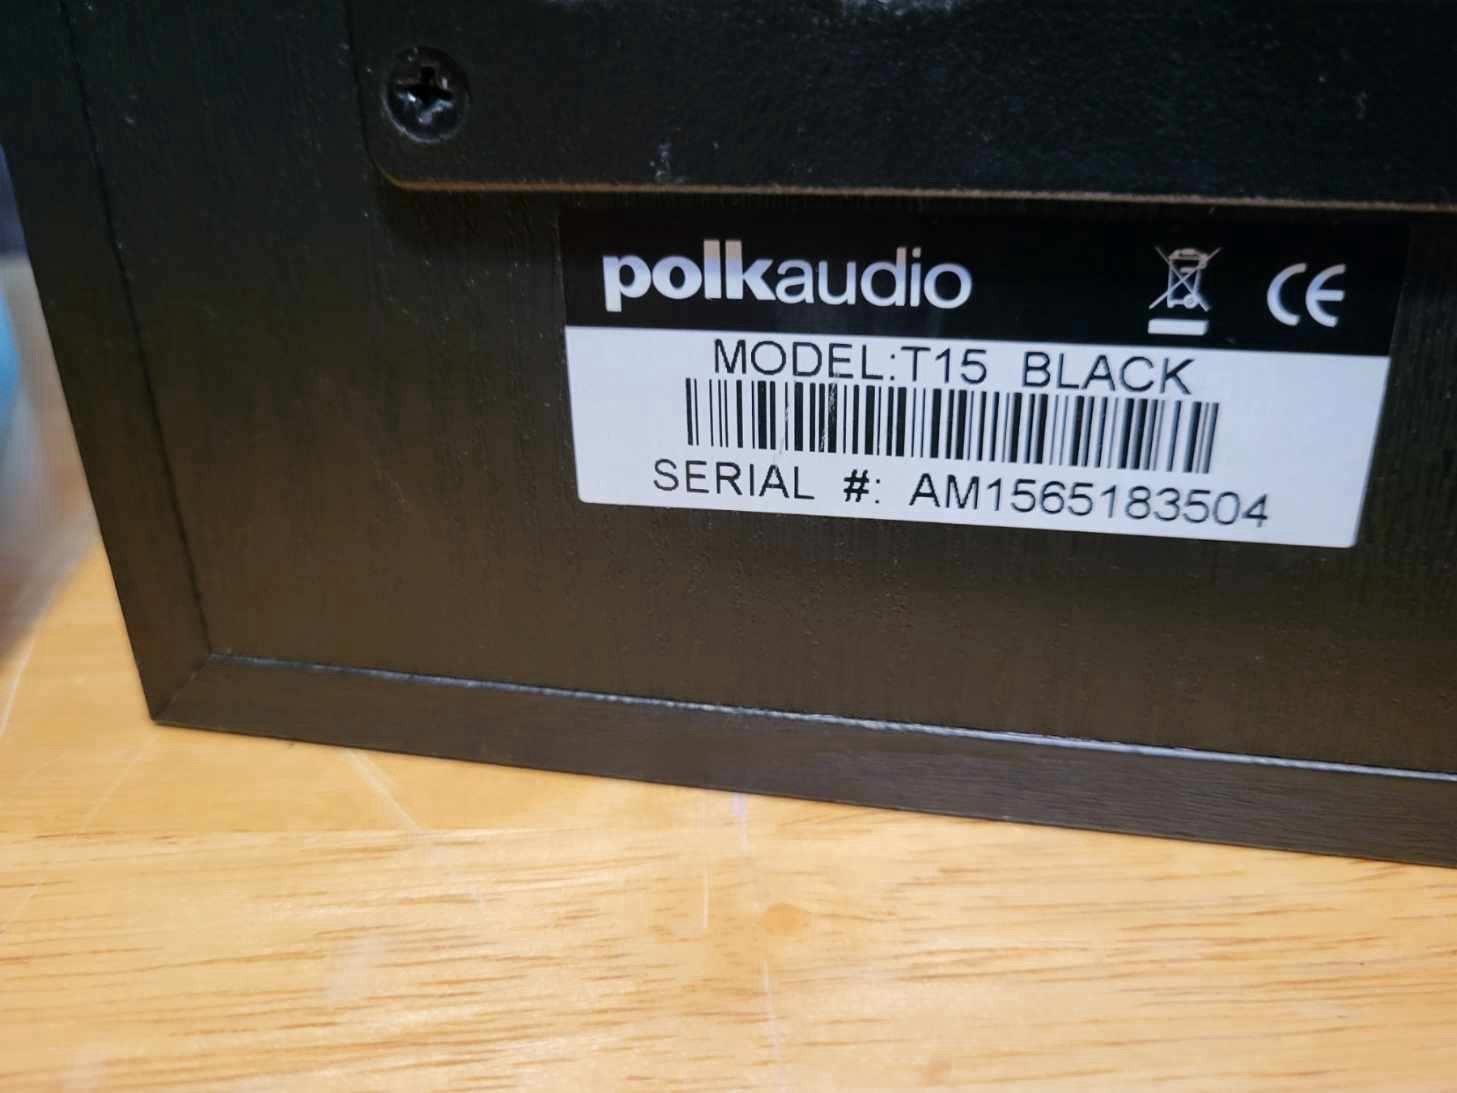 polkaudio
CE
MODEL:T15 BLACK
SERIAL #: AM1565183504